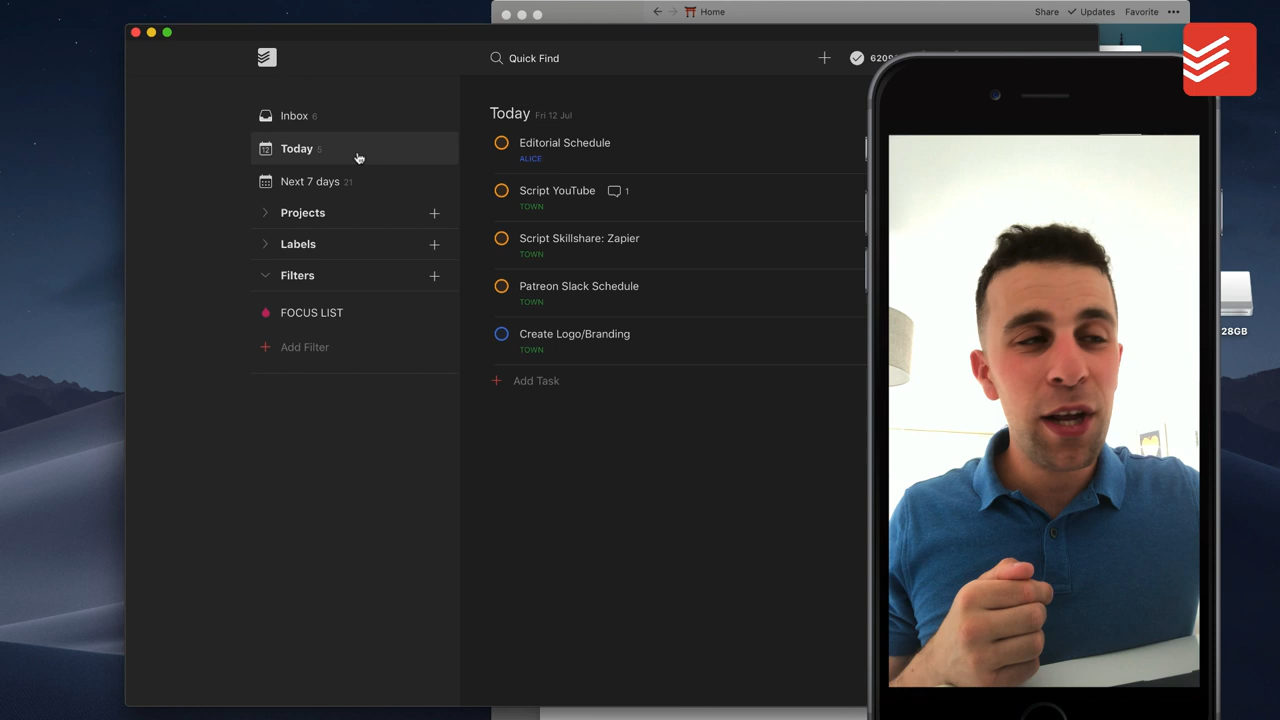 Home
Share
Updates
Favorite
Quick Find
Inbox 6
Today 5
Next 7 days 21
Projects
Labels
Filters
FOCUS LIST
Add Filter
Today Fri 12 Jul
Editorial Schedule
ALICE
Script YouTube 1
TOWN
Script Skillshare: Zapier
TOWN
Patreon Slack Schedule
TOWN
Create Logo/Branding
TOWN
Add Task
28GB